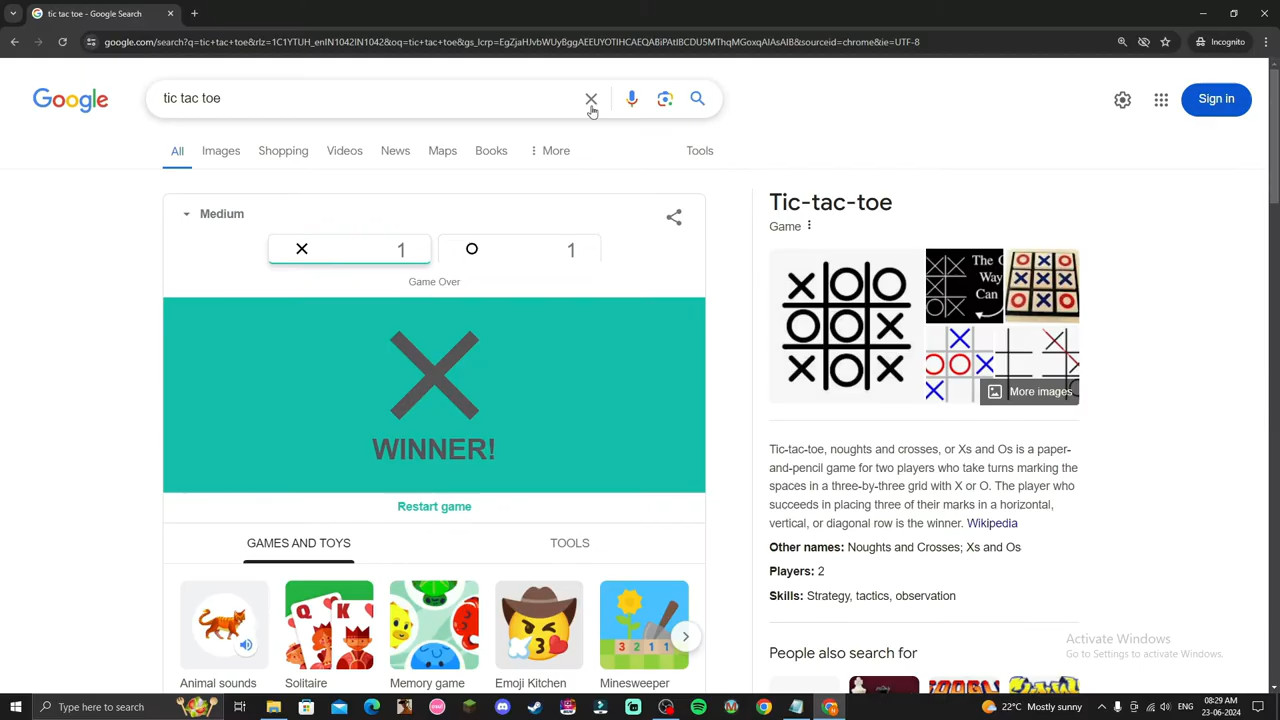 tic tac toe - Google Search
google.com/search?q=tic+tac+toe&rlz=1C1YTUH_enIN1042IN1042&oq=tic+tac+toe&gs_lcrp=EgZjaHJvbWUyBggAEEUYOTIHCAEQABiPAtIBCDU5MThqMGoxqAIAsAIB&sourceid=chrome&ie=UTF-8
Incognito
Google
tic tac toe
Sign in
All Images Shopping Videos News Maps Books More Tools
Medium
1 1
Game Over
WINNER!
Restart game
GAMES AND TOYS TOOLS
Animal sounds Solitaire Memory game Emoji Kitchen Minesweeper
Tic-tac-toe
Game
The
Way
Can
More images
Tic-tac-toe, noughts and crosses, or Xs and Os is a paper-
and-pencil game for two players who take turns marking the
spaces in a three-by-three grid with X or O. The player who
succeeds in placing three of their marks in a horizontal,
vertical, or diagonal row is the winner. Wikipedia
Other names: Noughts and Crosses; Xs and Os
Players: 2
Skills: Strategy, tactics, observation
People also search for
Activate Windows
Go to Settings to activate Windows.
Type here to search
22°C Mostly sunny
08:29 AM
23-06-2024